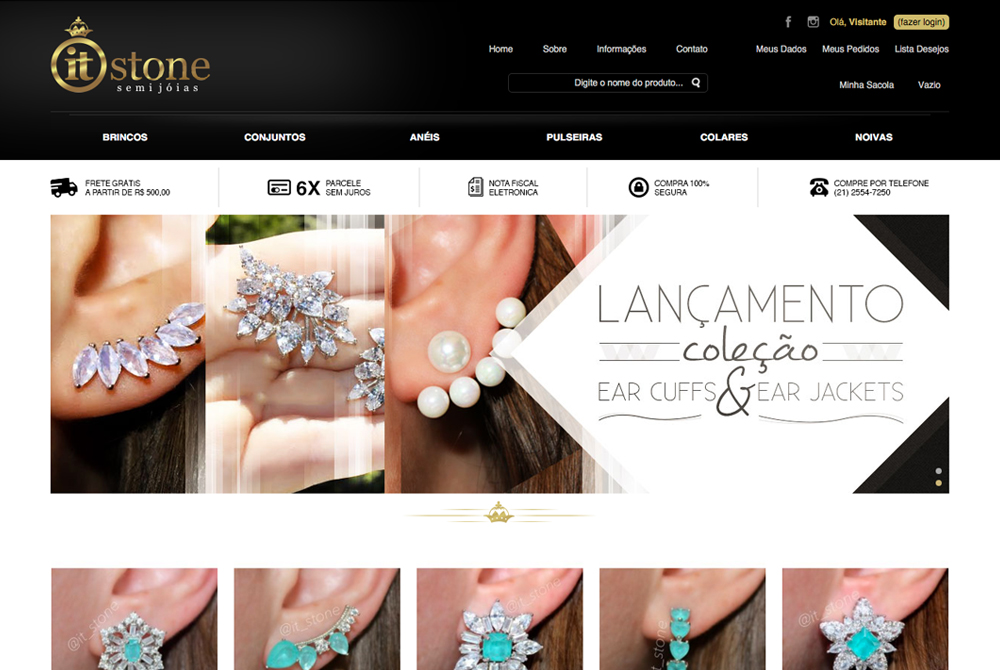 it stone
semijóias
Olá, Visitante (fazer login)
Home Sobre Informações Contato Meus Dados Meus Pedidos Lista Desejos
Digite o nome do produto...
Minha Sacola Vazio
BRINCOS CONJUNTOS ANÉIS PULSEIRAS COLARES NOIVAS
FRETE GRÁTIS
A PARTIR DE R$ 500,00
6X PARCELE
SEM JUROS
NOTA FISCAL
ELETRONICA
COMPRA 100%
SEGURA
COMPRE POR TELEFONE
(21) 2554-7250
LANÇAMENTO
coleção
EAR CUFFS & EAR JACKETS
@it_stone
@it_stone
@it_stone
it_stone
@it_stone